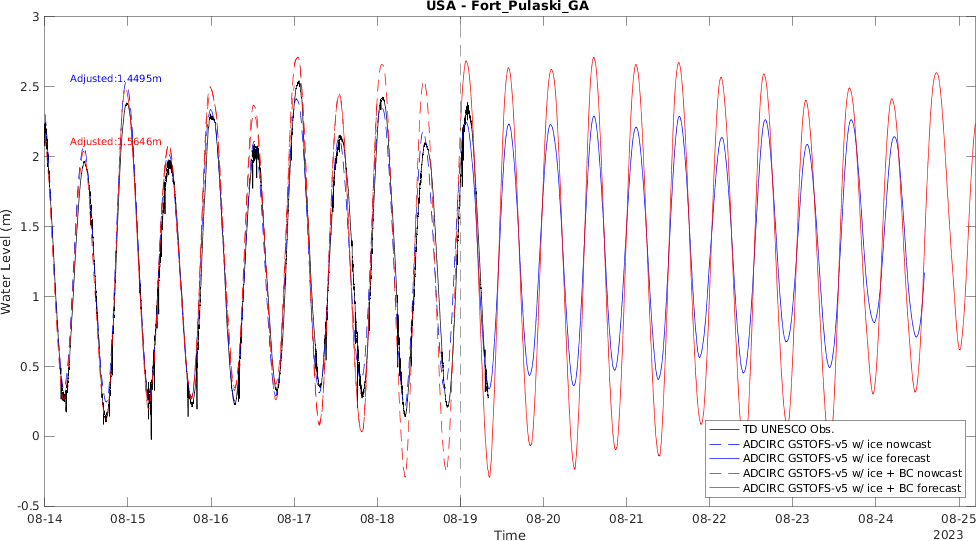 USA - Fort_Pulaski_GA
3
2.5
2
1.5
1
0.5
0
-0.5
Water Level (m)
Adjusted:1.4495m
Adjusted:1.5646m
TD UNESCO Obs.
ADCIRC GSTOFS-v5 w/ ice nowcast
ADCIRC GSTOFS-v5 w/ ice forecast
ADCIRC GSTOFS-v5 w/ ice + BC nowcast
ADCIRC GSTOFS-v5 w/ ice + BC forecast
08-14 08-15 08-16 08-17 08-18 08-19 08-20 08-21 08-22 08-23 08-24 08-25
Time
2023